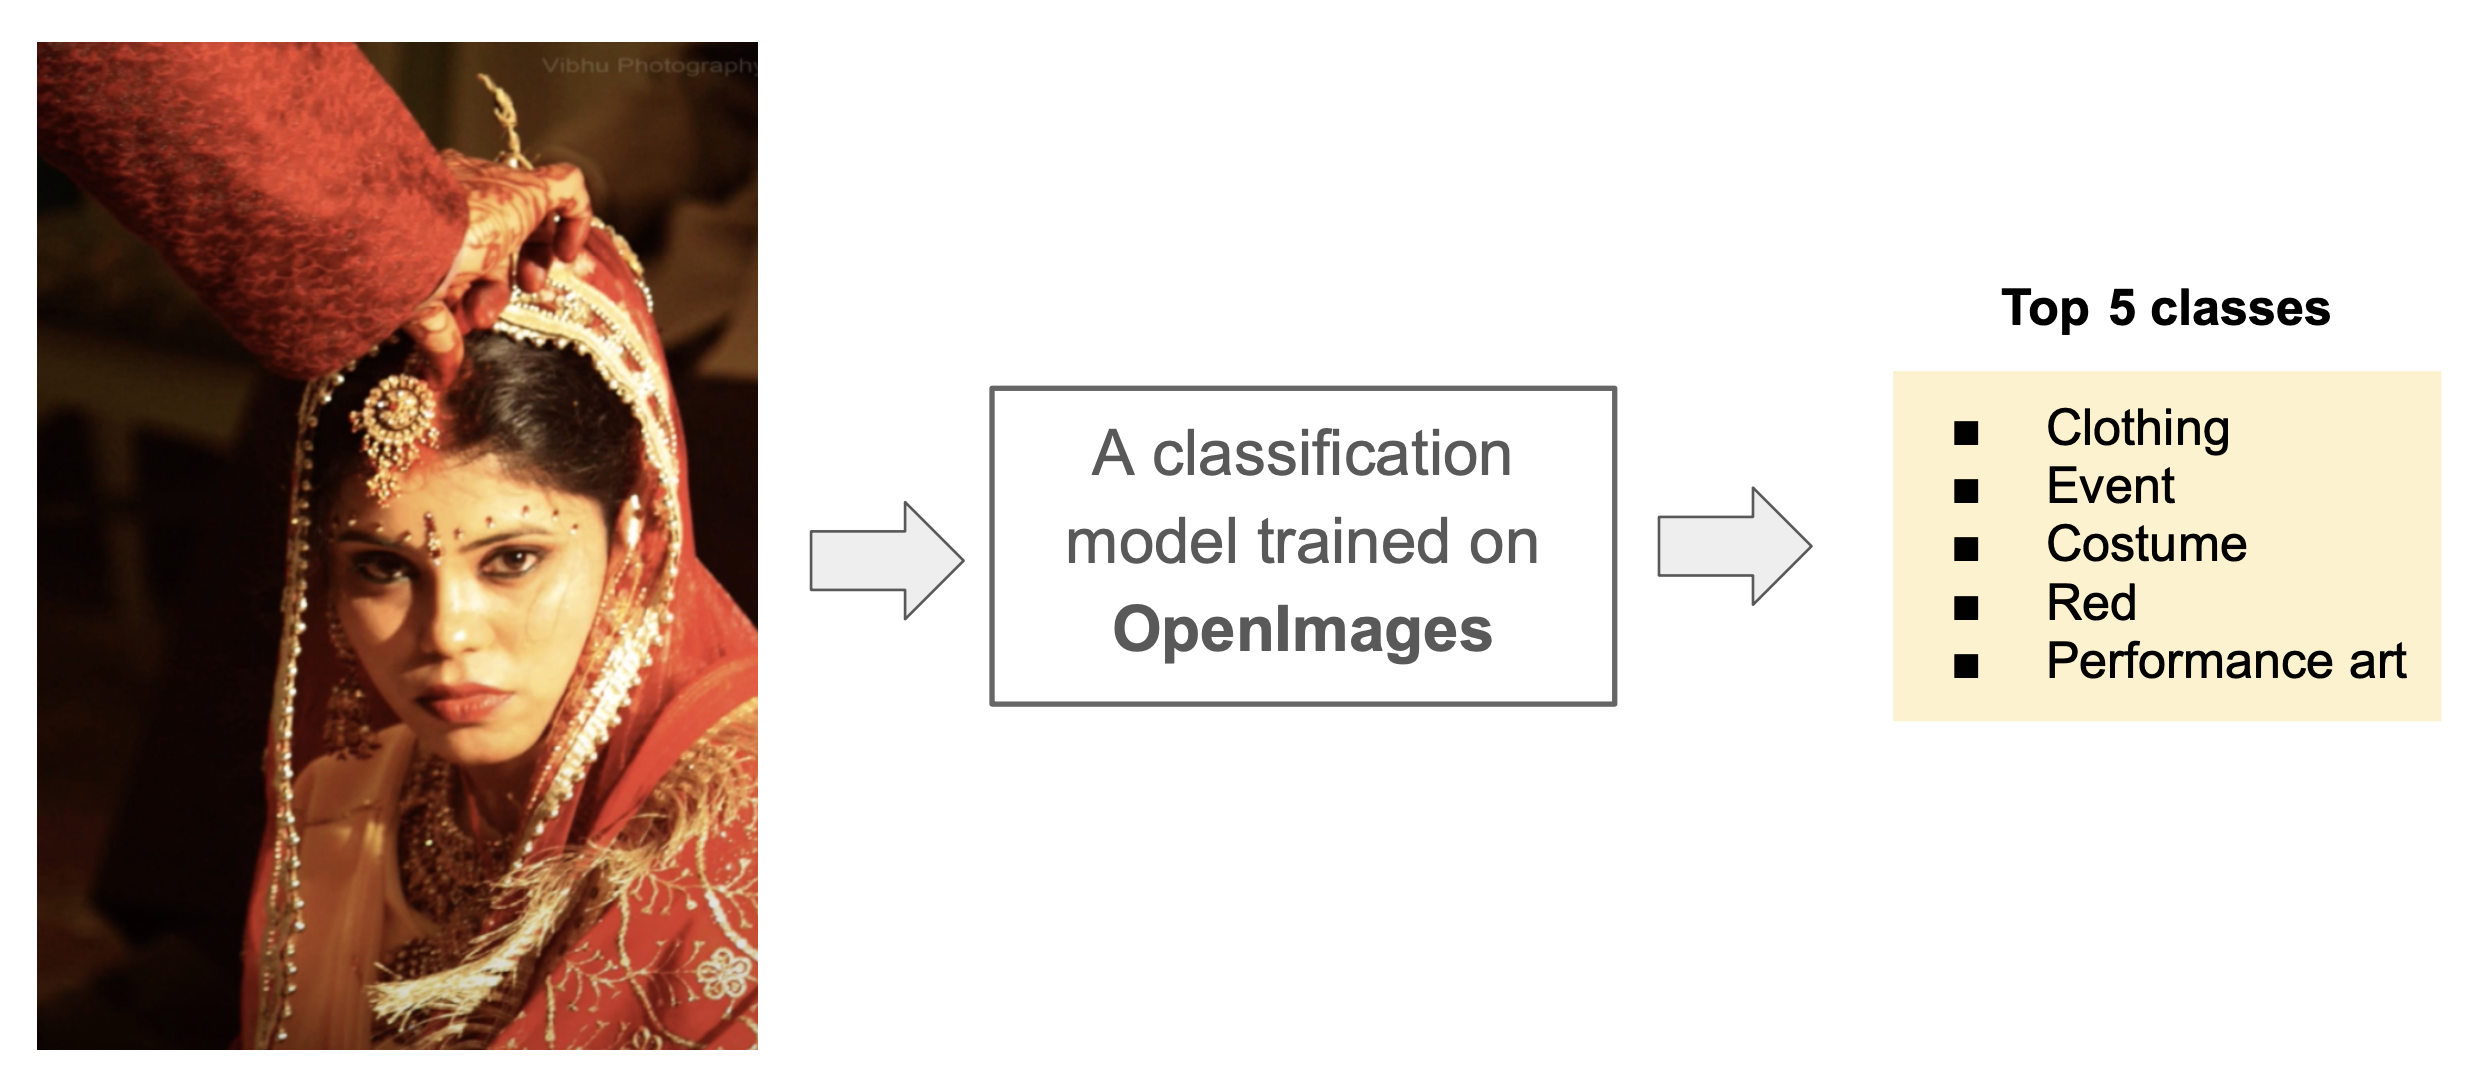 Vibhu Photography
A classification
model trained on
OpenImages
Top 5 classes
■ Clothing
■ Event
■ Costume
■ Red
■ Performance art